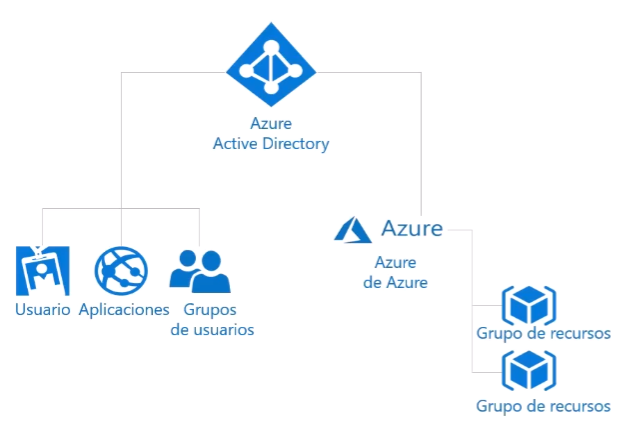 Azure
Active Directory
Azure
Azure
de Azure
Usuario
Aplicaciones
Grupos
de usuarios
Grupo de recursos
Grupo de recursos